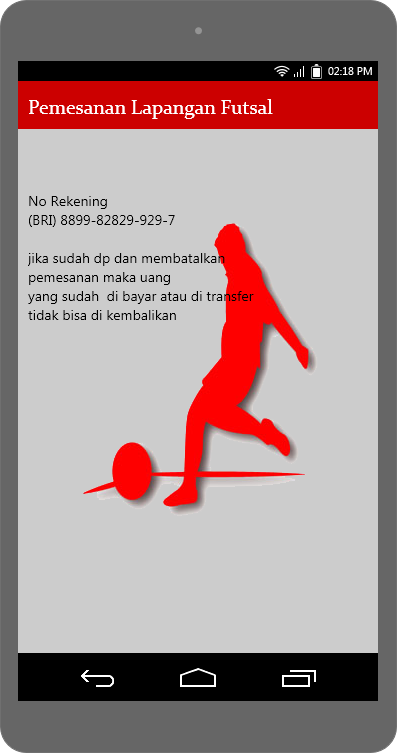 02:18 PM
Pemesanan Lapangan Futsal
No Rekening
(BRI) 8899-82829-929-7
jika sudah dp dan membatalkan
pemesanan maka uang
yang sudah  di bayar atau di transfer
tidak bisa di kembalikan